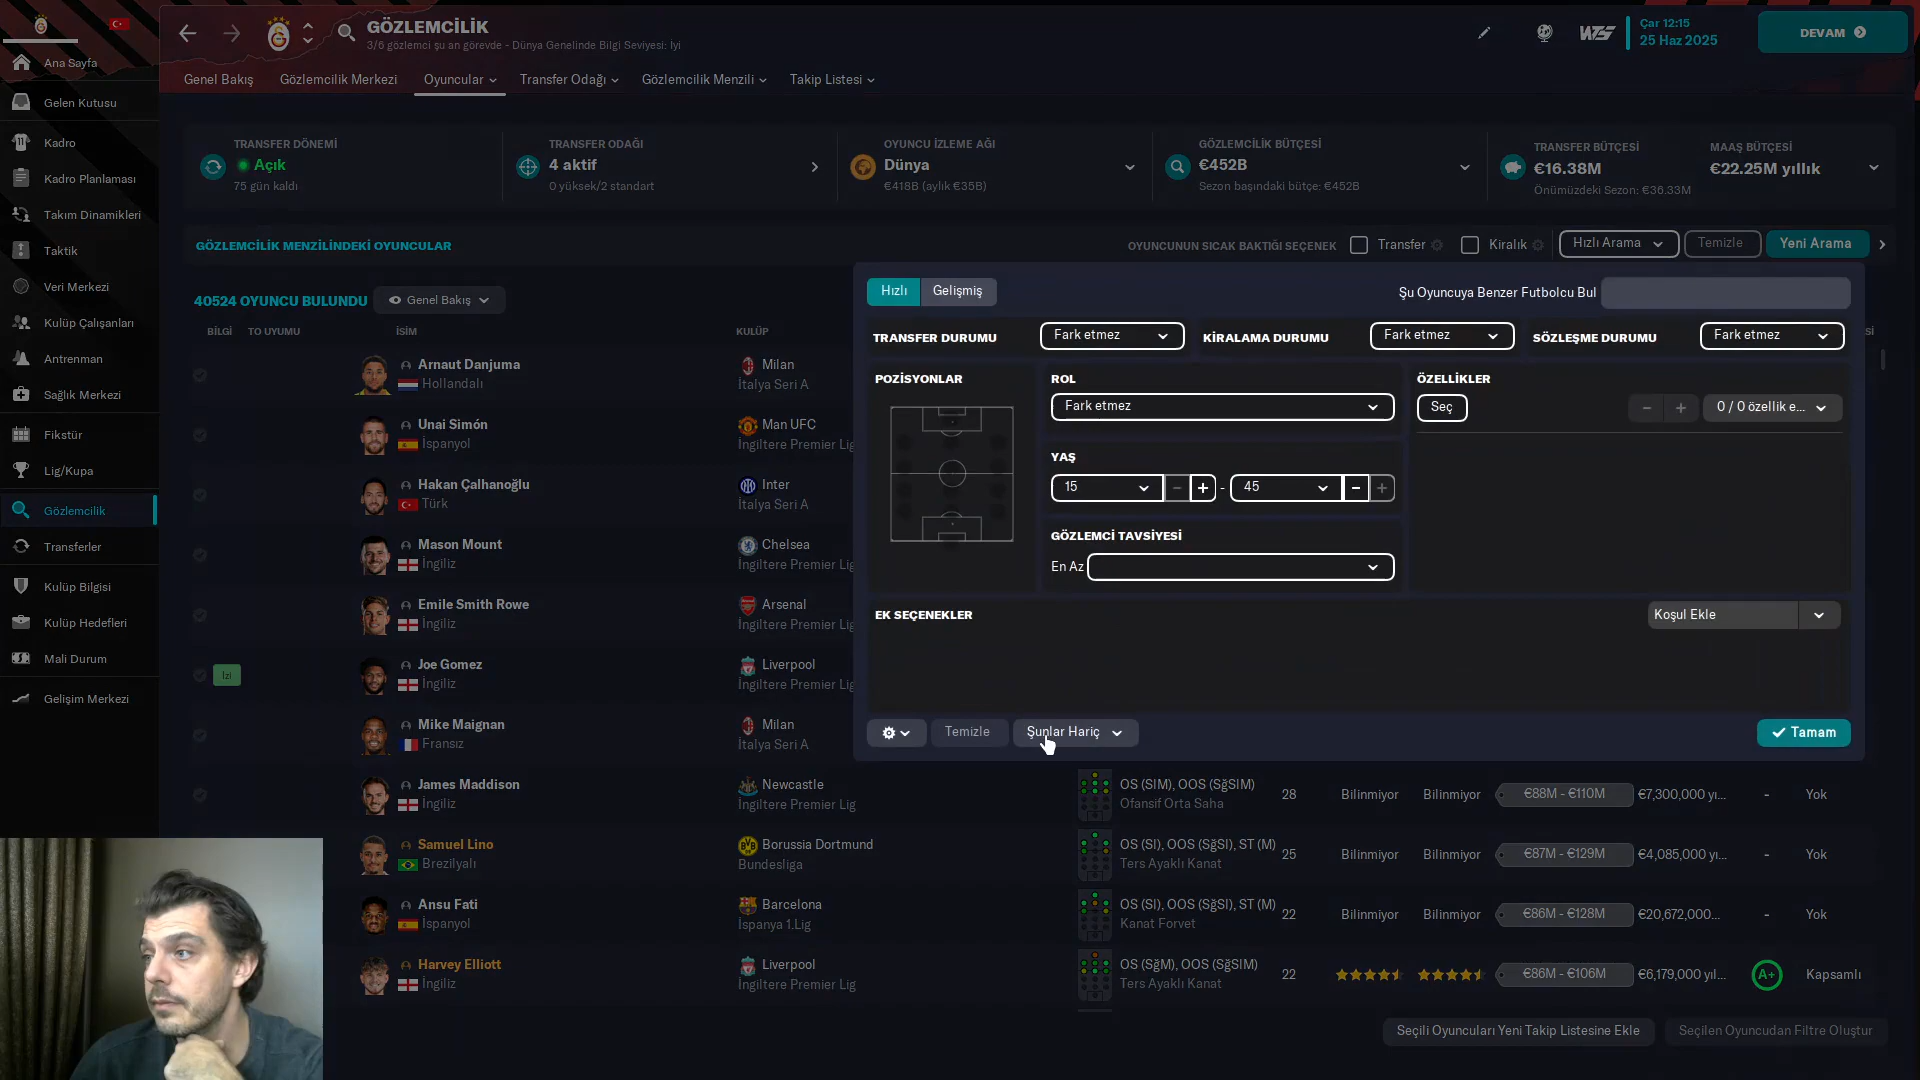 Ana Sayfa
Gelen Kutusu
Kadro
Kadro Planlaması
Takım Dinamikleri
Taktik
Veri Merkezi
Kulüp Çalışanları
Antrenman
Sağlık Merkezi
Fikstür
Lig/Kupa
Gözlemcilik
Transferler
Kulüp Bilgisi
Kulüp Hedefleri
Mali Durum
Gelişim Merkezi
GÖZLEMCİLİK
3/6 gözlemci şu an görevde - Dünya Genelinde Bilgi Seviyesi: İyi
Çar 12:15
25 Haz 2025
DEVAM
Genel Bakış Gözlemcilik Merkezi Oyuncular Transfer Odağı Gözlemcilik Menzili Takip Listesi
TRANSFER DÖNEMİ
Açık
75 gün kaldı
TRANSFER ODAĞI
4 aktif
0 yüksek/2 standart
OYUNCU İZLEME AĞI
Dünya
€418B (aylık €35B)
GÖZLEMCİLİK BÜTÇESİ
€452B
Sezon başındaki bütçe: €452B
TRANSFER BÜTÇESİ
€16.38M
Önümüzdeki Sezon: €36.33M
MAAŞ BÜTÇESİ
€22.25M yıllık
GÖZLEMCİLİK MENZİLİNDEKİ OYUNCULAR
OYUNCUNUN SICAK BAKTIĞI SEÇENEK Transfer Kiralık Hızlı Arama Temizle Yeni Arama
40524 OYUNCU BULUNDU Genel Bakış
BİLGİ TO UYUMU İSİM KULÜP
Arnaut Danjuma Milan
Hollandalı İtalya Seri A
Unai Simón Man UFC
İspanyol İngiltere Premier Lig
Hakan Çalhanoğlu Inter
Türk İtalya Seri A
Mason Mount Chelsea
İngiliz İngiltere Premier Lig
Emile Smith Rowe Arsenal
İngiliz İngiltere Premier Lig
İzi Joe Gomez Liverpool
İngiliz İngiltere Premier Lig
Mike Maignan Milan
Fransız İtalya Seri A
Hızlı Gelişmiş
Şu Oyuncuya Benzer Futbolcu Bul
TRANSFER DURUMU Fark etmez KİRALAMA DURUMU Fark etmez SÖZLEŞME DURUMU Fark etmez
POZİSYONLAR
ROL
Fark etmez
YAŞ
15 - 45
GÖZLEMCİ TAVSİYESİ
En Az
ÖZELLİKLER
Seç 0 / 0 özellik e...
EK SEÇENEKLER Koşul Ekle
Temizle Şunlar Hariç Tamam
James Maddison Newcastle OS (SIM), OOS (SğSIM) 28 Bilinmiyor Bilinmiyor €88M - €110M €7,300,000 yı... - Yok
İngiliz İngiltere Premier Lig Ofansif Orta Saha
Samuel Lino Borussia Dortmund OS (Sl), OOS (SğSl), ST (M) 25 Bilinmiyor Bilinmiyor €87M - €129M €4,085,000 yı... - Yok
Brezilyalı Bundesliga Ters Ayaklı Kanat
Ansu Fati Barcelona OS (Sl), OOS (SğSl), ST (M) 22 Bilinmiyor Bilinmiyor €86M - €128M €20,672,000... - Yok
İspanyol İspanya 1.Lig Kanat Forvet
Harvey Elliott Liverpool OS (SğM), OOS (SğSIM) 22 €86M - €106M €6,179,000 yıl... A+ Kapsamlı
İngiliz İngiltere Premier Lig Ters Ayaklı Kanat
Seçili Oyuncuları Yeni Takip Listesine Ekle Seçilen Oyuncudan Filtre Oluştur